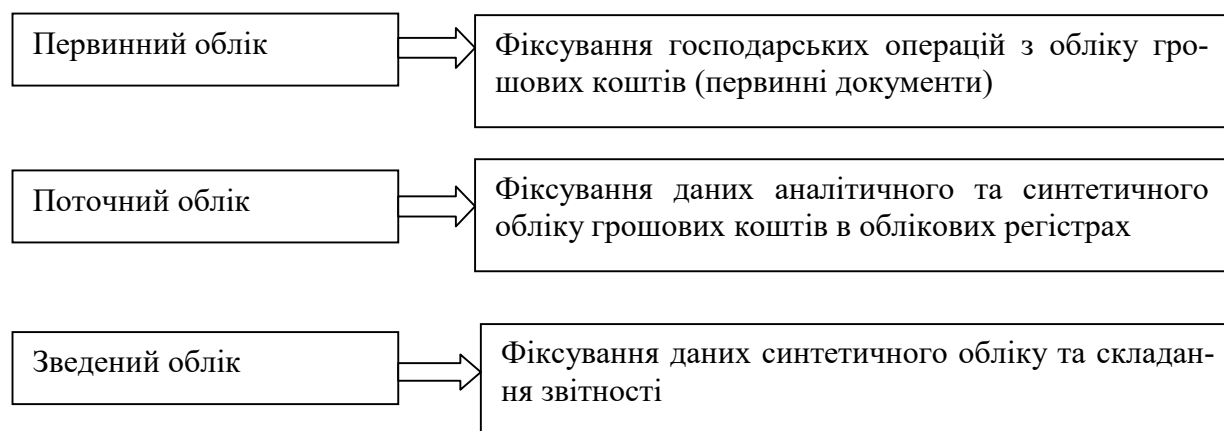 Первинний облік
Фіксування господарських операцій з обліку гро-
шових коштів (первинні документи)
Поточний облік
Фіксування даних аналітичного та синтетичного
обліку грошових коштів в облікових регістрах
Зведений облік
Фіксування даних синтетичного обліку та складан-
ня звітності